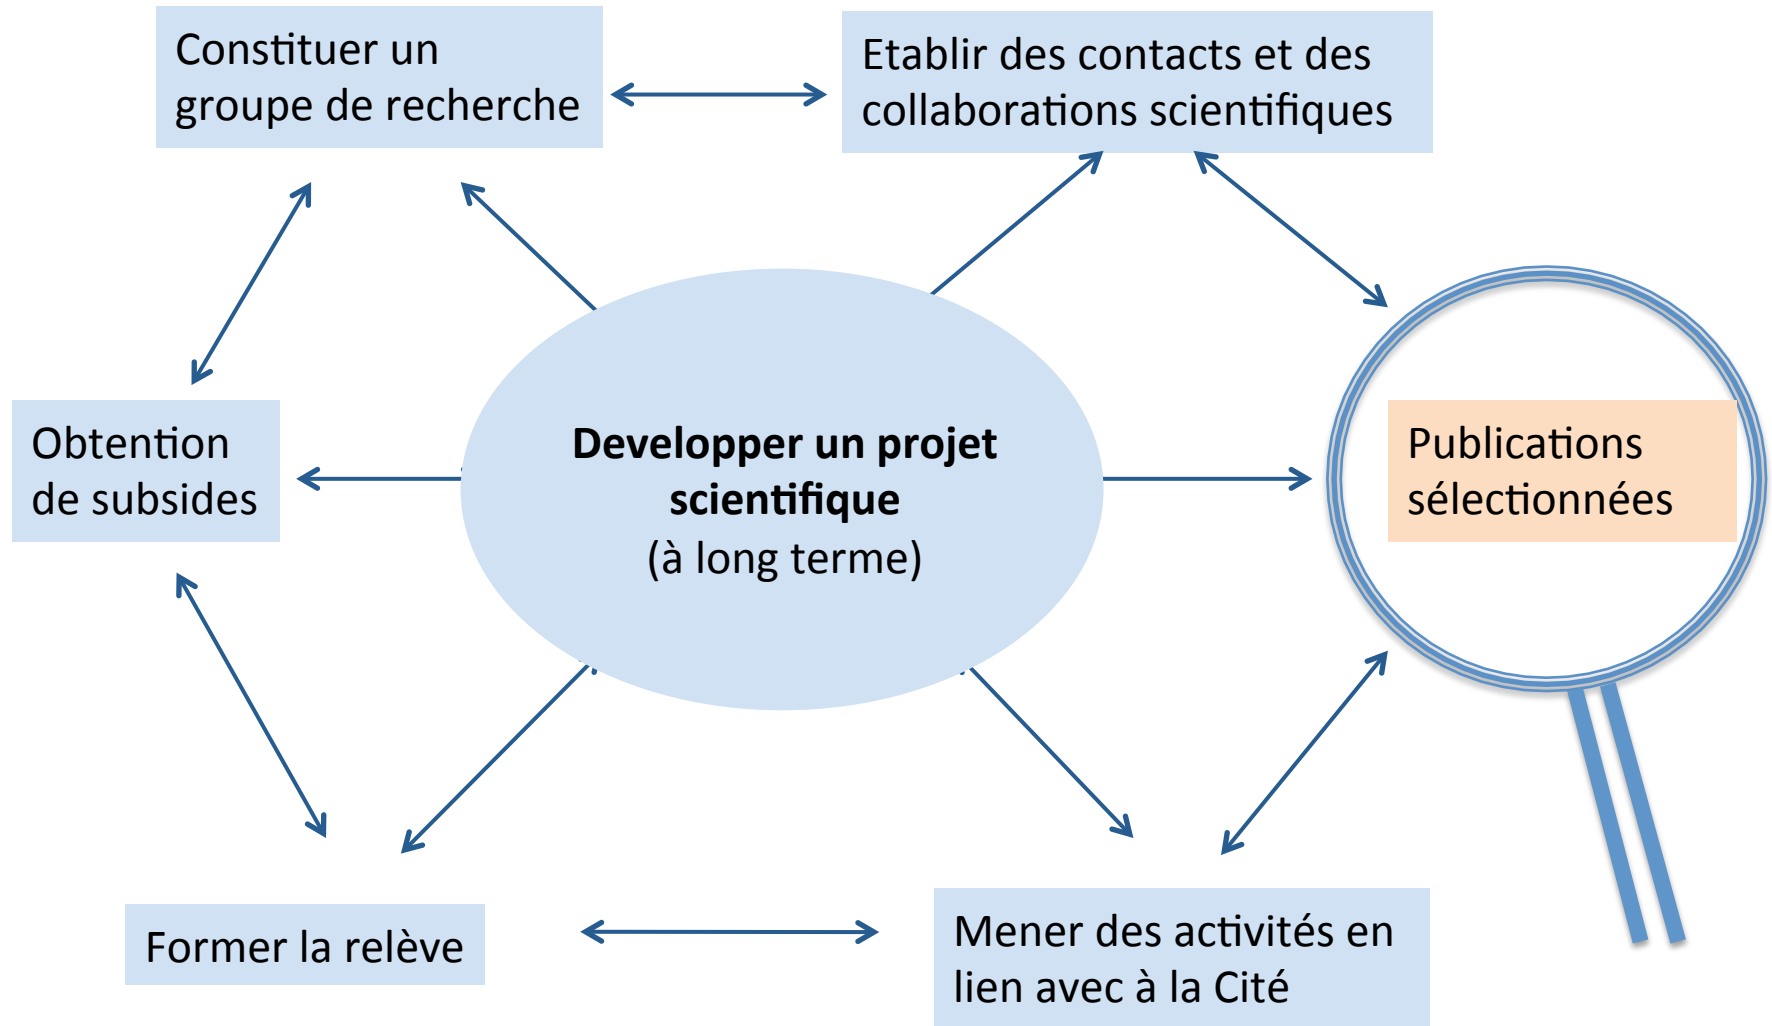 Constituer un
groupe de recherche
Etablir des contacts et des
collaborations scientifiques
Obtention
de subsides
Developper un projet
scientifique
(à long terme)
Publications
sélectionnées
Former la relève
Mener des activités en
lien avec à la Cité